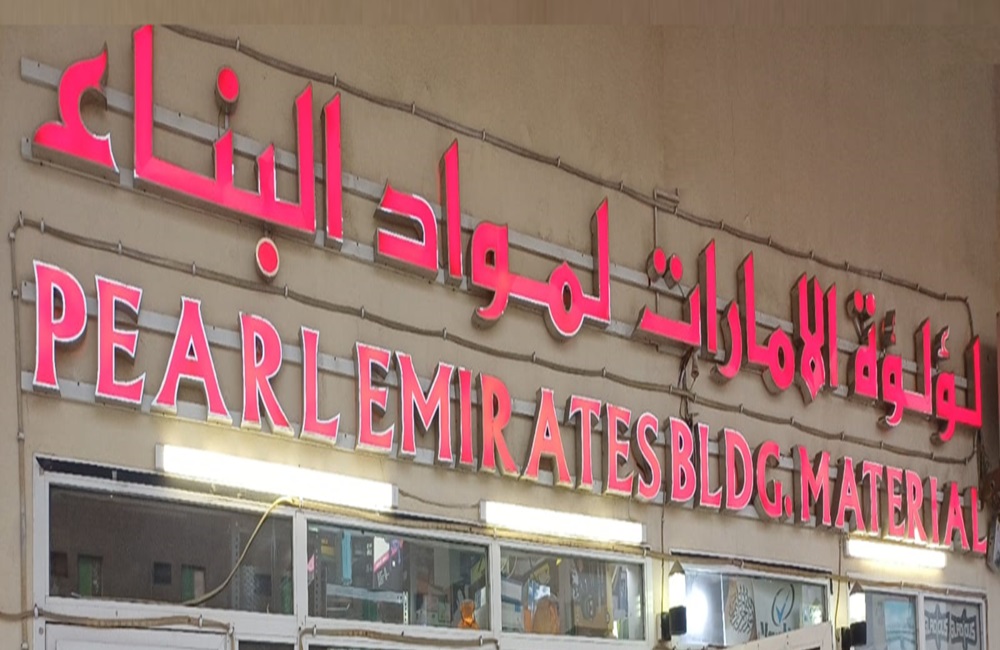 لؤلؤة الامارات لمواد البناء
PEARL EMIRATES BLDG. MATERIAL